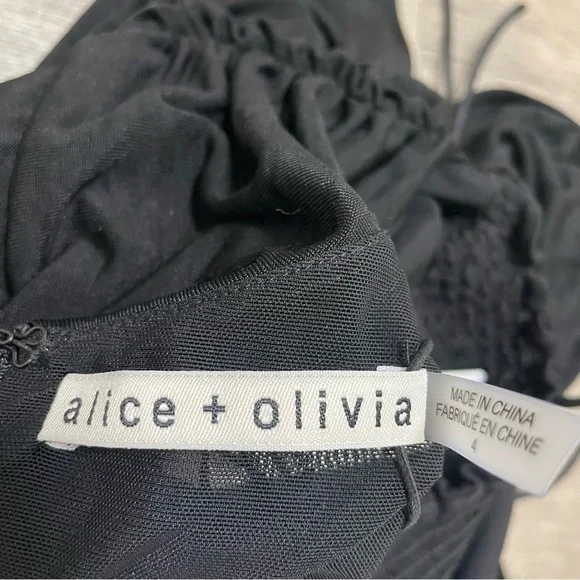 alice + olivia
MADE IN CHINA
FABRIQUÉ EN CHINE
4